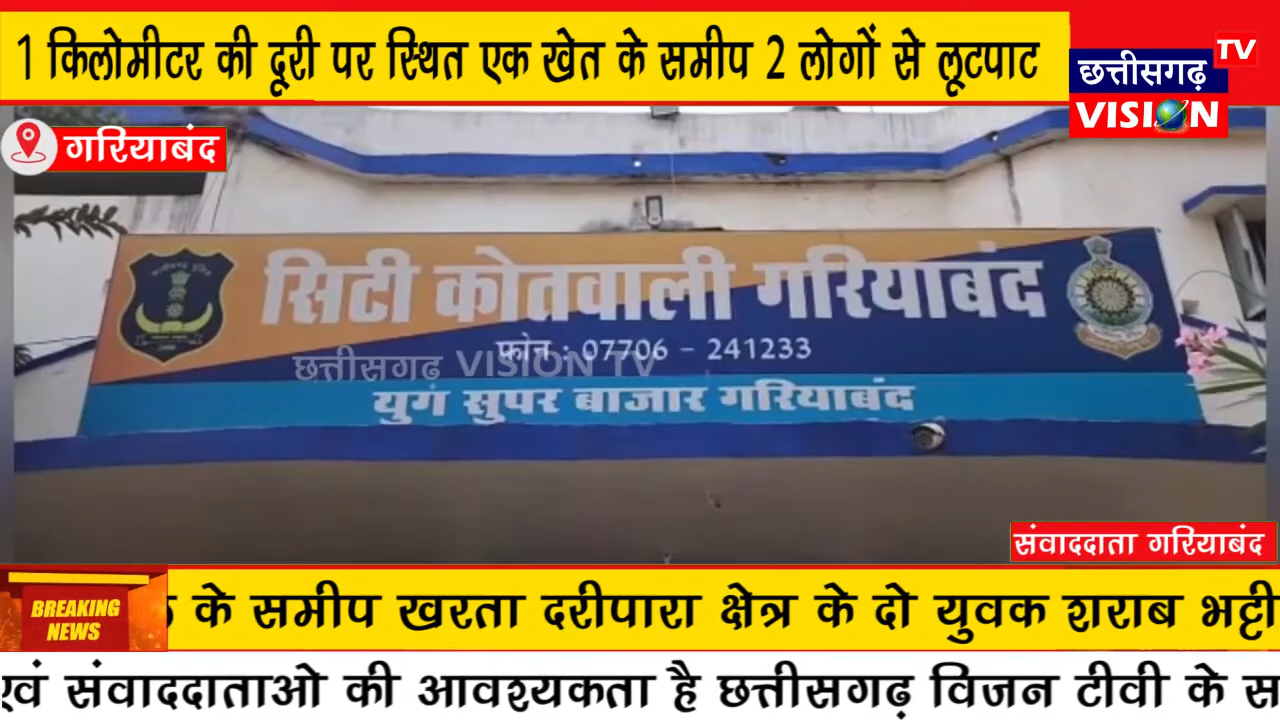 1 किलोमीटर की दूरी पर स्थित एक खेत के समीप 2 लोगों से लूटपाट
छत्तीसगढ़ TV
VISION
गरियाबंद
सिटी कोतवाली गरियाबंद
फोन : 07706 - 241233
छत्तीसगढ़ VISION TV
युग सुपर बाजार गरियाबंद
संवाददाता गरियाबंद
BREAKING
NEWS
के समीप खरता दरीपारा क्षेत्र के दो युवक शराब भट्टी
एवं संवाददाताओ की आवश्यकता है छत्तीसगढ़ विजन टीवी के